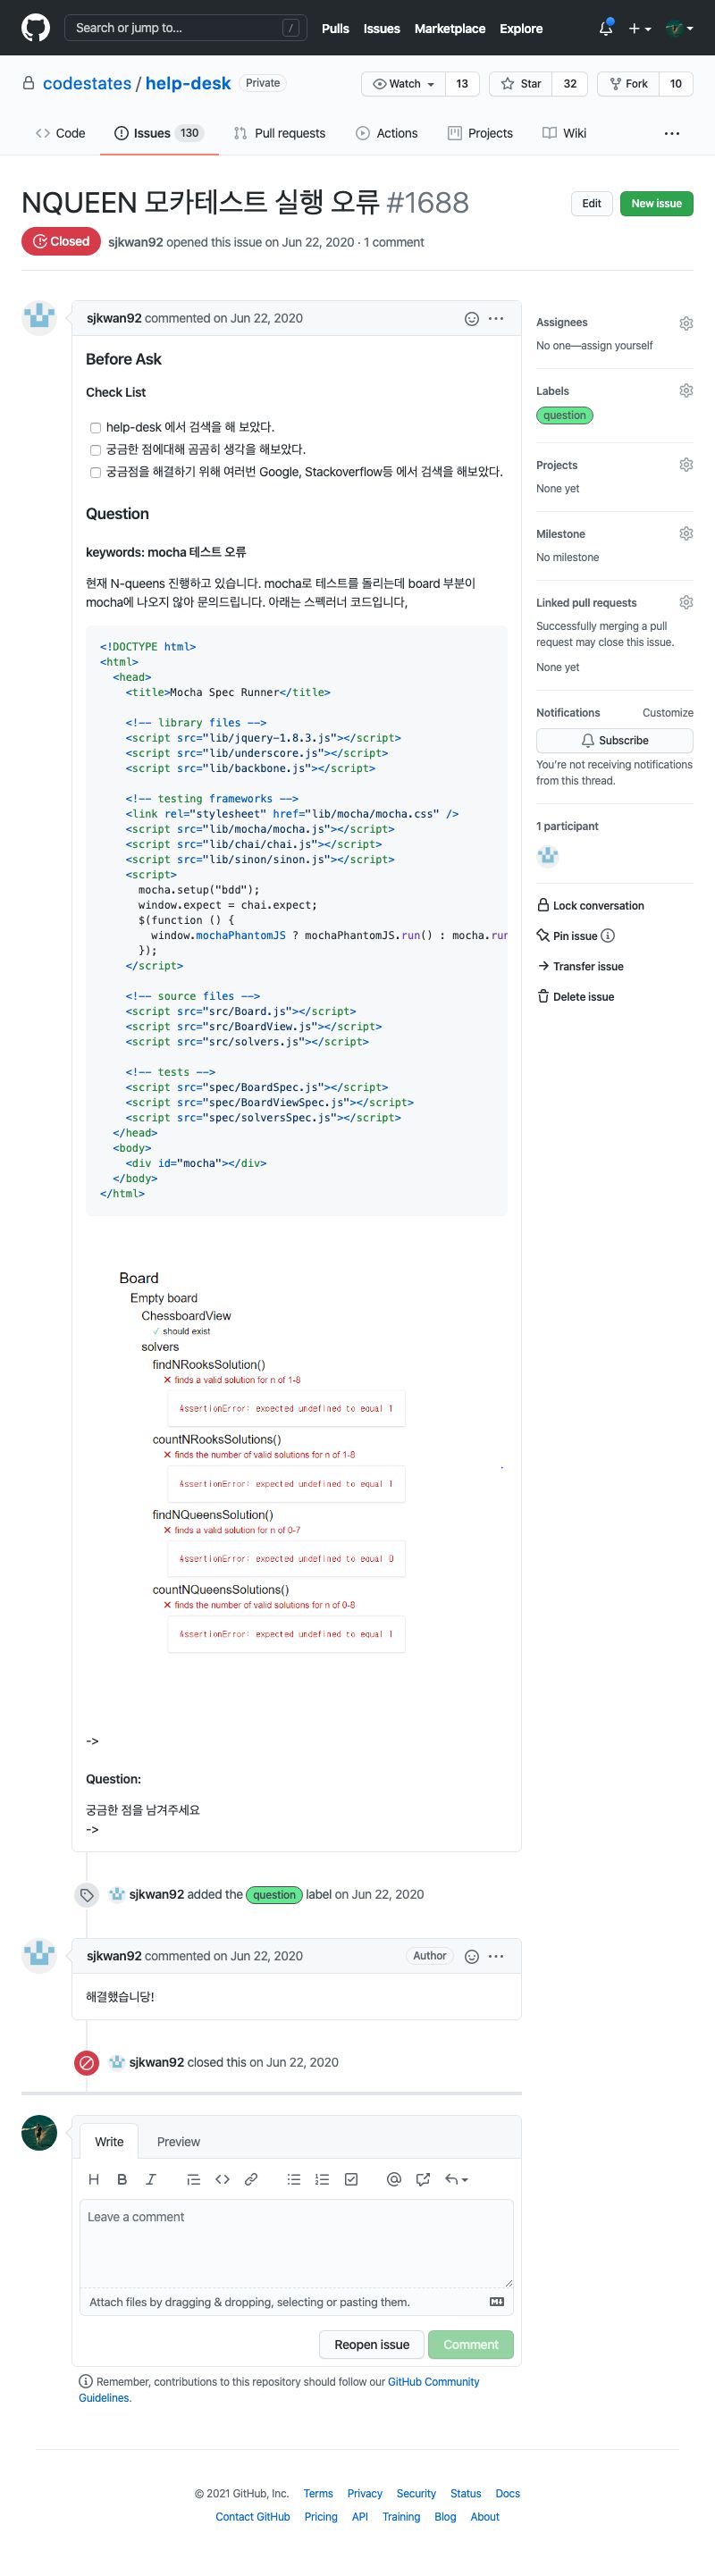 Search or jump to...
/
Pulls Issues Marketplace Explore
codestates / help-desk Private
Watch 13 Star 32 Fork 10
Code Issues 130 Pull requests Actions Projects Wiki
NQUEEN 모카테스트 실행 오류 #1688
Edit New issue
Closed sjkwan92 opened this issue on Jun 22, 2020 · 1 comment
sjkwan92 commented on Jun 22, 2020
Before Ask
Check List
help-desk 에서 검색을 해 보았다.
궁금한 점에대해 곰곰히 생각을 해보았다.
궁금점을 해결하기 위해 여러번 Google, Stackoverflow등 에서 검색을 해보았다.
Question
keywords: mocha 테스트 오류
현재 N-queens 진행하고 있습니다. mocha로 테스트를 돌리는데 board 부분이
mocha에 나오지 않아 문의드립니다. 아래는 스펙러너 코드입니다,
<!DOCTYPE html>
<html>
<head>
<title>Mocha Spec Runner</title>
<!-- library files -->
<script src="lib/jquery-1.8.3.js"></script>
<script src="lib/underscore.js"></script>
<script src="lib/backbone.js"></script>
<!-- testing frameworks -->
<link rel="stylesheet" href="lib/mocha/mocha.css" />
<script src="lib/mocha/mocha.js"></script>
<script src="lib/chai/chai.js"></script>
<script src="lib/sinon/sinon.js"></script>
<script>
mocha.setup("bdd");
window.expect = chai.expect;
$(function () {
window.mochaPhantomJS ? mochaPhantomJS.run() : mocha.run
});
</script>
<!-- source files -->
<script src="src/Board.js"></script>
<script src="src/BoardView.js"></script>
<script src="src/solvers.js"></script>
<!-- tests -->
<script src="spec/BoardSpec.js"></script>
<script src="spec/BoardViewSpec.js"></script>
<script src="spec/solversSpec.js"></script>
</head>
<body>
<div id="mocha"></div>
</body>
</html>
Board
Empty board
ChessboardView
✓ should exist
solvers
findNRooksSolution()
✕ finds a valid solution for n of 1-8
AssertionError: expected undefined to equal 1
countNRooksSolutions()
✕ finds the number of valid solutions for n of 1-8
AssertionError: expected undefined to equal 1
findNQueensSolution()
✕ finds a valid solution for n of 0-7
AssertionError: expected undefined to equal 0
countNQueensSolutions()
✕ finds the number of valid solutions for n of 0-8
AssertionError: expected undefined to equal 1
->
Question:
궁금한 점을 남겨주세요
->
sjkwan92 added the question label on Jun 22, 2020
sjkwan92 commented on Jun 22, 2020 Author
해결했습니당!
sjkwan92 closed this on Jun 22, 2020
Assignees
No one—assign yourself
Labels
question
Projects
None yet
Milestone
No milestone
Linked pull requests
Successfully merging a pull
request may close this issue.
None yet
Notifications Customize
Subscribe
You're not receiving notifications
from this thread.
1 participant
Lock conversation
Pin issue
Transfer issue
Delete issue
Write Preview
H B I
Leave a comment
Attach files by dragging & dropping, selecting or pasting them.
Reopen issue Comment
Remember, contributions to this repository should follow our GitHub Community
Guidelines.
© 2021 GitHub, Inc. Terms Privacy Security Status Docs
Contact GitHub Pricing API Training Blog About